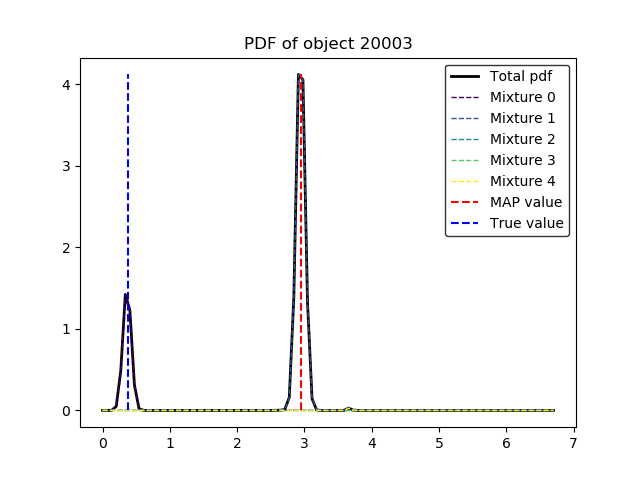 PDF of object 20003
4
3
2
1
0
0
1
2
3
4
5
6
7
Total pdf
Mixture 0
Mixture 1
Mixture 2
Mixture 3
Mixture 4
MAP value
True value